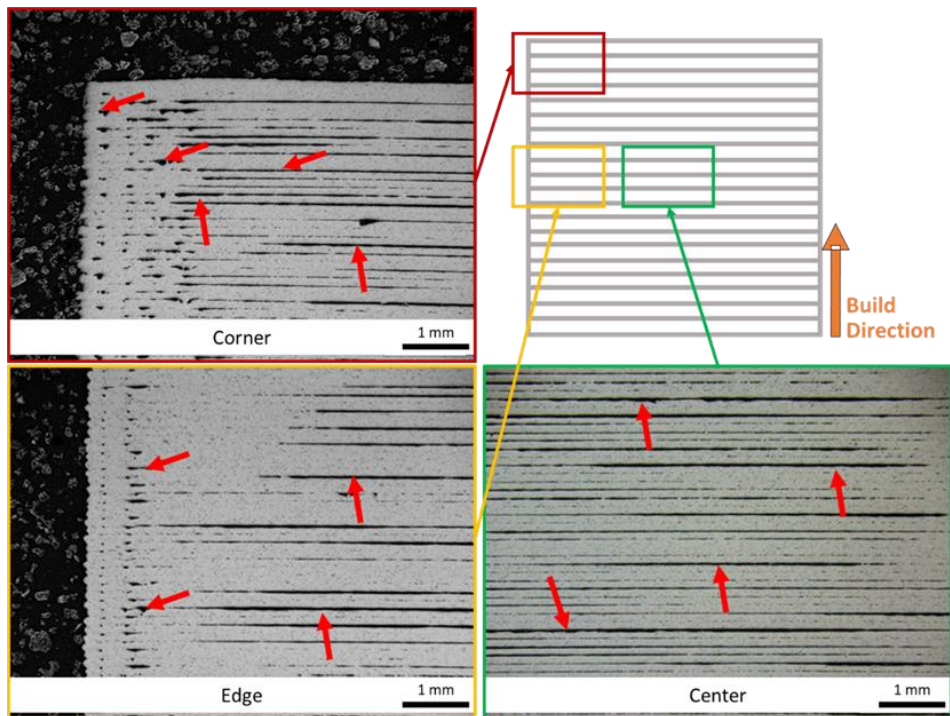 Corner
1 mm
Build
Direction
Edge
1 mm
Center
1 mm